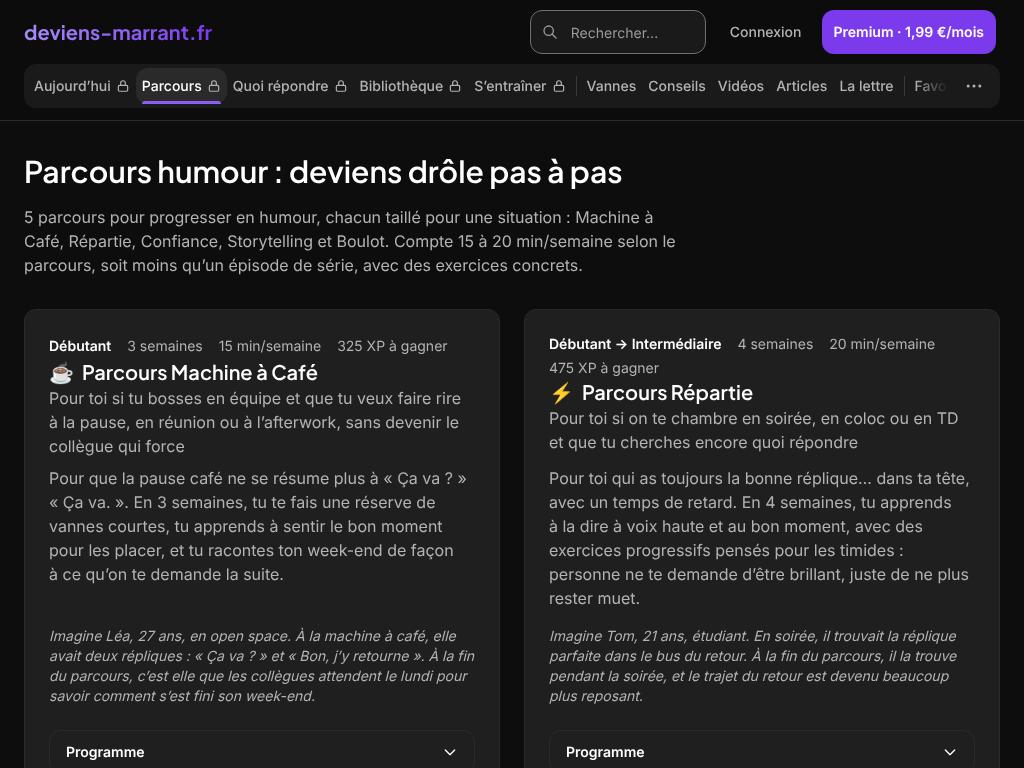 deviens-marrant.fr
Rechercher...
Connexion
Premium · 1,99 €/mois
Aujourd’hui
Parcours
Quoi répondre
Bibliothèque
S’entraîner
Vannes
Conseils
Vidéos
Articles
La lettre
Favo
Parcours humour : deviens drôle pas à pas
5 parcours pour progresser en humour, chacun taillé pour une situation : Machine à
Café, Répartie, Confiance, Storytelling et Boulot. Compte 15 à 20 min/semaine selon le
parcours, soit moins qu’un épisode de série, avec des exercices concrets.
Débutant 3 semaines 15 min/semaine 325 XP à gagner
☕ Parcours Machine à Café
Pour toi si tu bosses en équipe et que tu veux faire rire
à la pause, en réunion ou à l’afterwork, sans devenir le
collègue qui force
Pour que la pause café ne se résume plus à « Ça va ? »
« Ça va. ». En 3 semaines, tu te fais une réserve de
vannes courtes, tu apprends à sentir le bon moment
pour les placer, et tu racontes ton week-end de façon
à ce qu’on te demande la suite.
Imagine Léa, 27 ans, en open space. À la machine à café, elle
avait deux répliques : « Ça va ? » et « Bon, j’y retourne ». À la fin
du parcours, c’est elle que les collègues attendent le lundi pour
savoir comment s’est fini son week-end.
Programme
Débutant → Intermédiaire 4 semaines 20 min/semaine
475 XP à gagner
⚡ Parcours Répartie
Pour toi si on te chambre en soirée, en coloc ou en TD
et que tu cherches encore quoi répondre
Pour toi qui as toujours la bonne réplique… dans ta tête,
avec un temps de retard. En 4 semaines, tu apprends
à la dire à voix haute et au bon moment, avec des
exercices progressifs pensés pour les timides :
personne ne te demande d’être brillant, juste de ne plus
rester muet.
Imagine Tom, 21 ans, étudiant. En soirée, il trouvait la réplique
parfaite dans le bus du retour. À la fin du parcours, il la trouve
pendant la soirée, et le trajet du retour est devenu beaucoup
plus reposant.
Programme